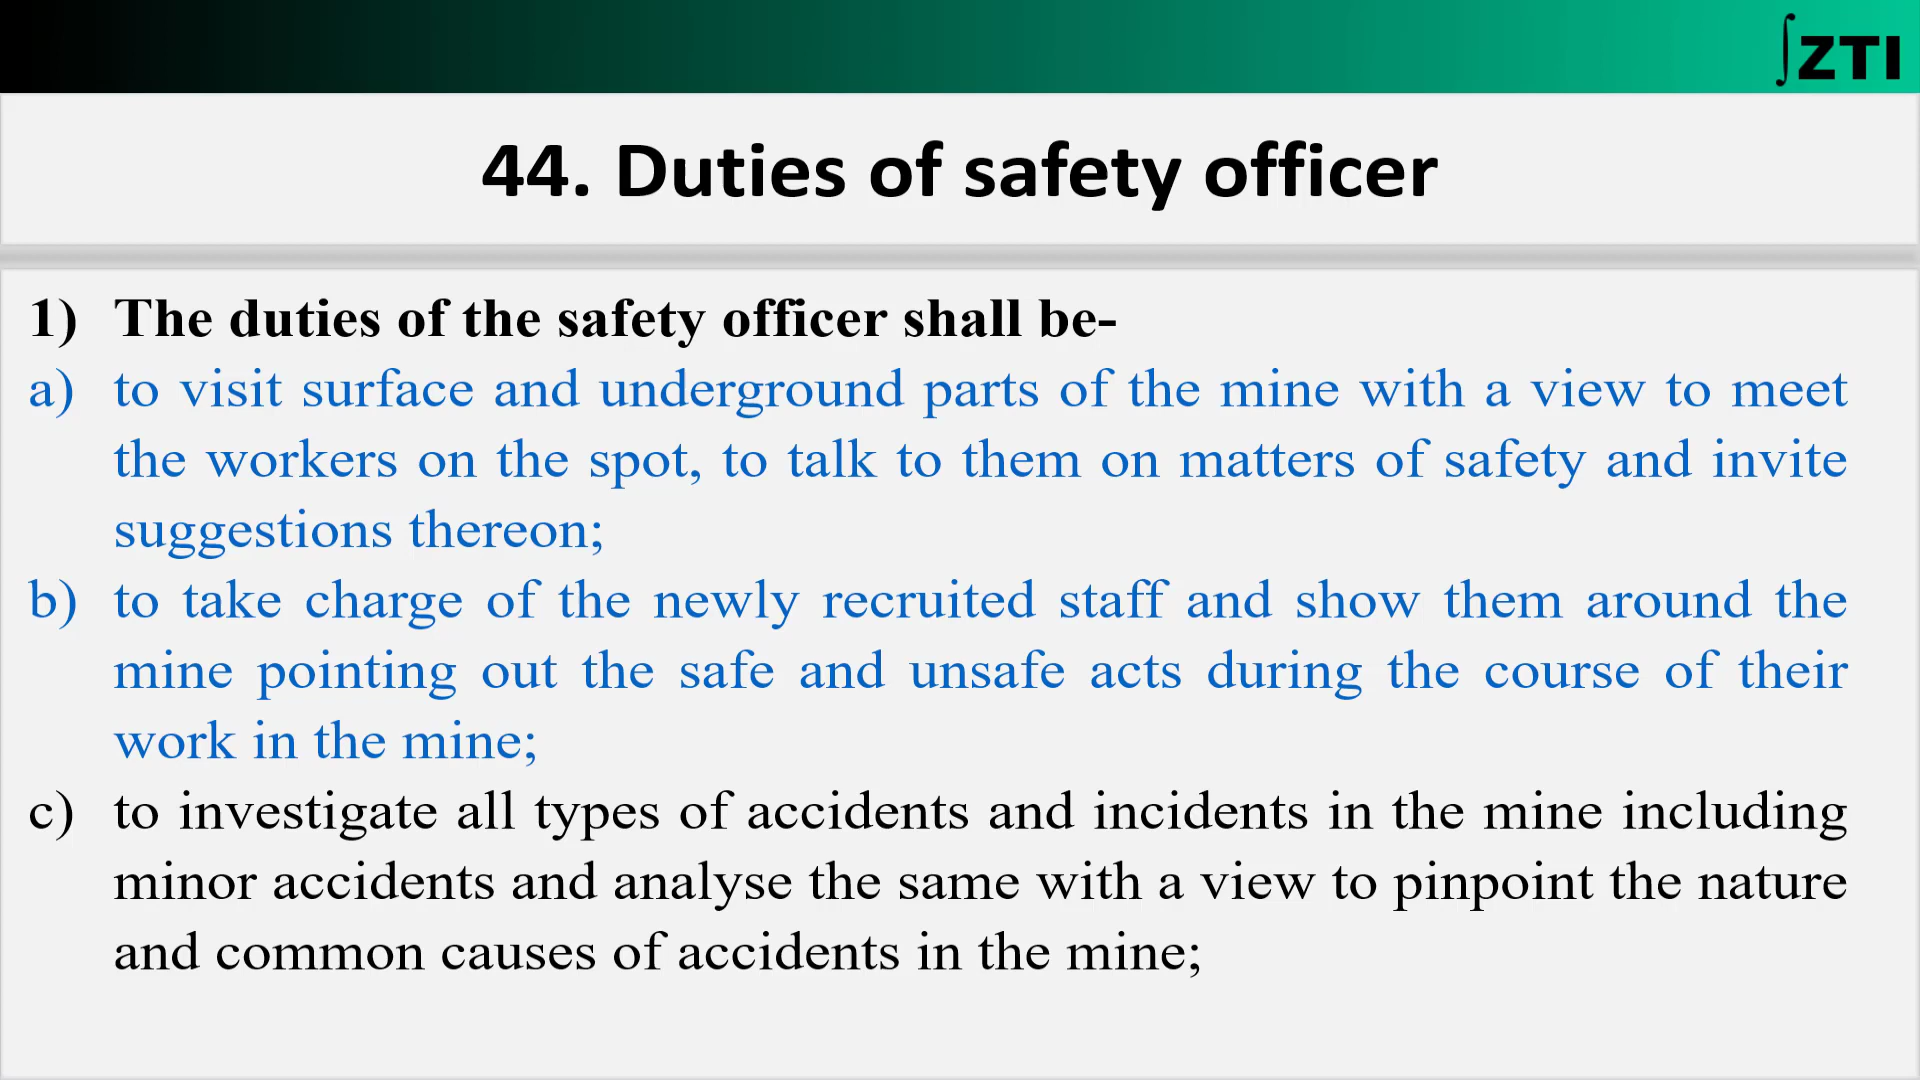 ∫ZTI
44. Duties of safety officer
1) The duties of the safety officer shall be-
a) to visit surface and underground parts of the mine with a view to meet
the workers on the spot, to talk to them on matters of safety and invite
suggestions thereon;
b) to take charge of the newly recruited staff and show them around the
mine pointing out the safe and unsafe acts during the course of their
work in the mine;
c) to investigate all types of accidents and incidents in the mine including
minor accidents and analyse the same with a view to pinpoint the nature
and common causes of accidents in the mine;